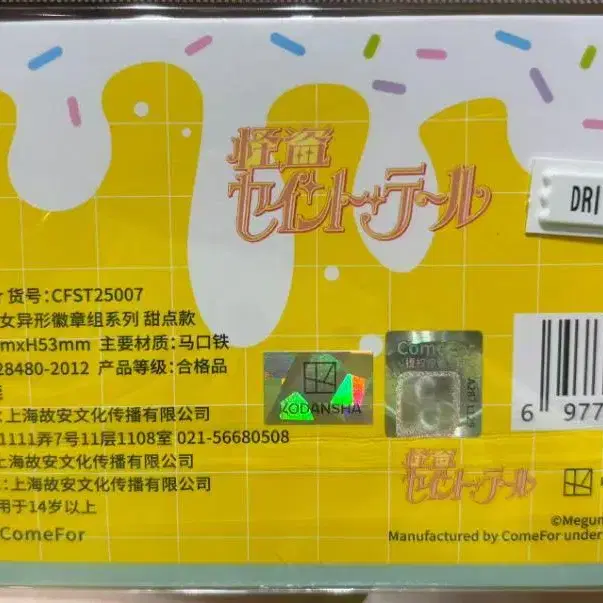 怪盗
セイント・テール
DRI
货号:CFST25007
女异形徽章组系列 甜点款
mxH53mm 主要材质:马口铁
28480-2012 产品等级:合格品
KODANSHA
ComeF
上海故安文化传播有限公司
1111弄7号11层1108室 021-56680508
上海故安文化传播有限公司
:上海故安文化传播有限公司
用于14岁以上
ComeFor
6 977
怪盗
セイント・テール
©Megum
Manufactured by ComeFor under